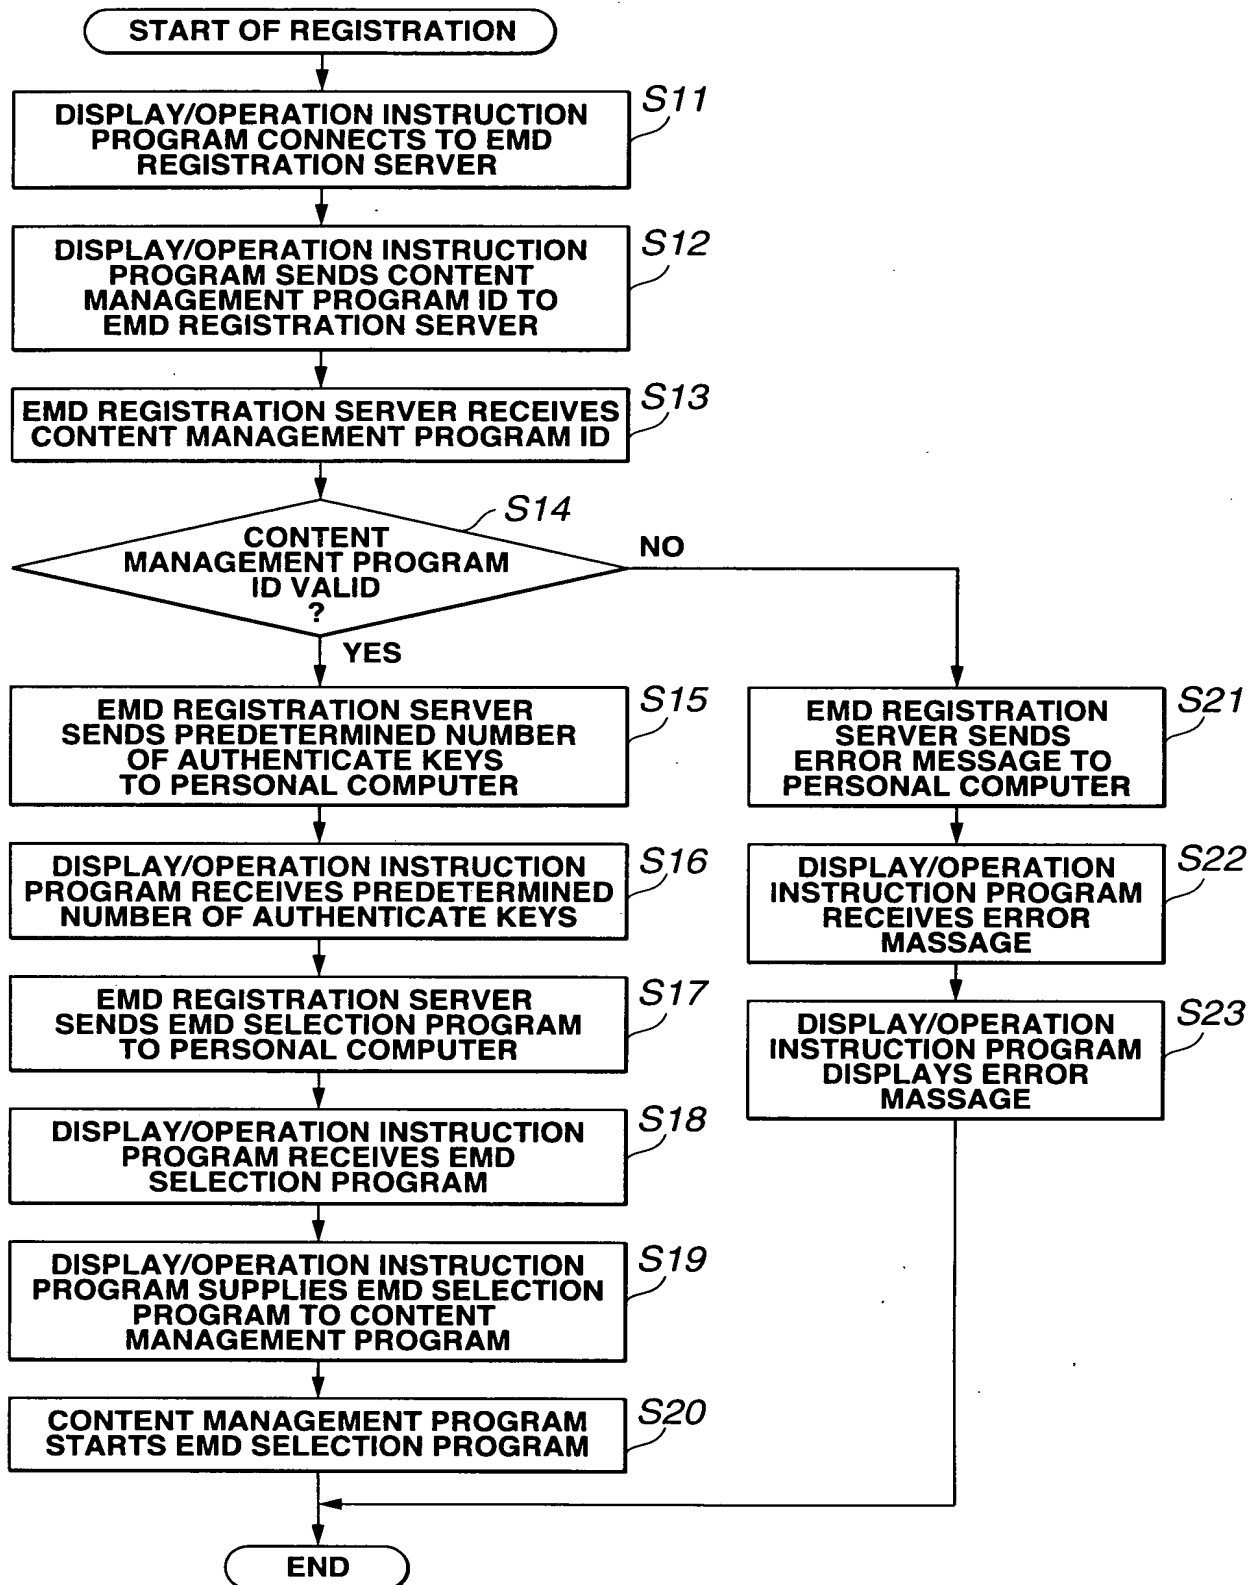 START OF REGISTRATION
S11
DISPLAY/OPERATION INSTRUCTION
PROGRAM CONNECTS TO EMD
REGISTRATION SERVER
S12
DISPLAY/OPERATION INSTRUCTION
PROGRAM SENDS CONTENT
MANAGEMENT PROGRAM ID TO
EMD REGISTRATION SERVER
S13
EMD REGISTRATION SERVER RECEIVES
CONTENT MANAGEMENT PROGRAM ID
S14
CONTENT
MANAGEMENT PROGRAM
ID VALID
?
NO
YES
S15
EMD REGISTRATION SERVER
SENDS PREDETERMINED NUMBER
OF AUTHENTICATE KEYS
TO PERSONAL COMPUTER
S16
DISPLAY/OPERATION INSTRUCTION
PROGRAM RECEIVES PREDETERMINED
NUMBER OF AUTHENTICATE KEYS
S17
EMD REGISTRATION SERVER
SENDS EMD SELECTION PROGRAM
TO PERSONAL COMPUTER
S18
DISPLAY/OPERATION INSTRUCTION
PROGRAM RECEIVES EMD
SELECTION PROGRAM
S19
DISPLAY/OPERATION INSTRUCTION
PROGRAM SUPPLIES EMD SELECTION
PROGRAM TO CONTENT
MANAGEMENT PROGRAM
S20
CONTENT MANAGEMENT PROGRAM
STARTS EMD SELECTION PROGRAM
S21
EMD REGISTRATION
SERVER SENDS
ERROR MESSAGE TO
PERSONAL COMPUTER
S22
DISPLAY/OPERATION
INSTRUCTION PROGRAM
RECEIVES ERROR
MASSAGE
S23
DISPLAY/OPERATION
INSTRUCTION PROGRAM
DISPLAYS ERROR
MASSAGE
END